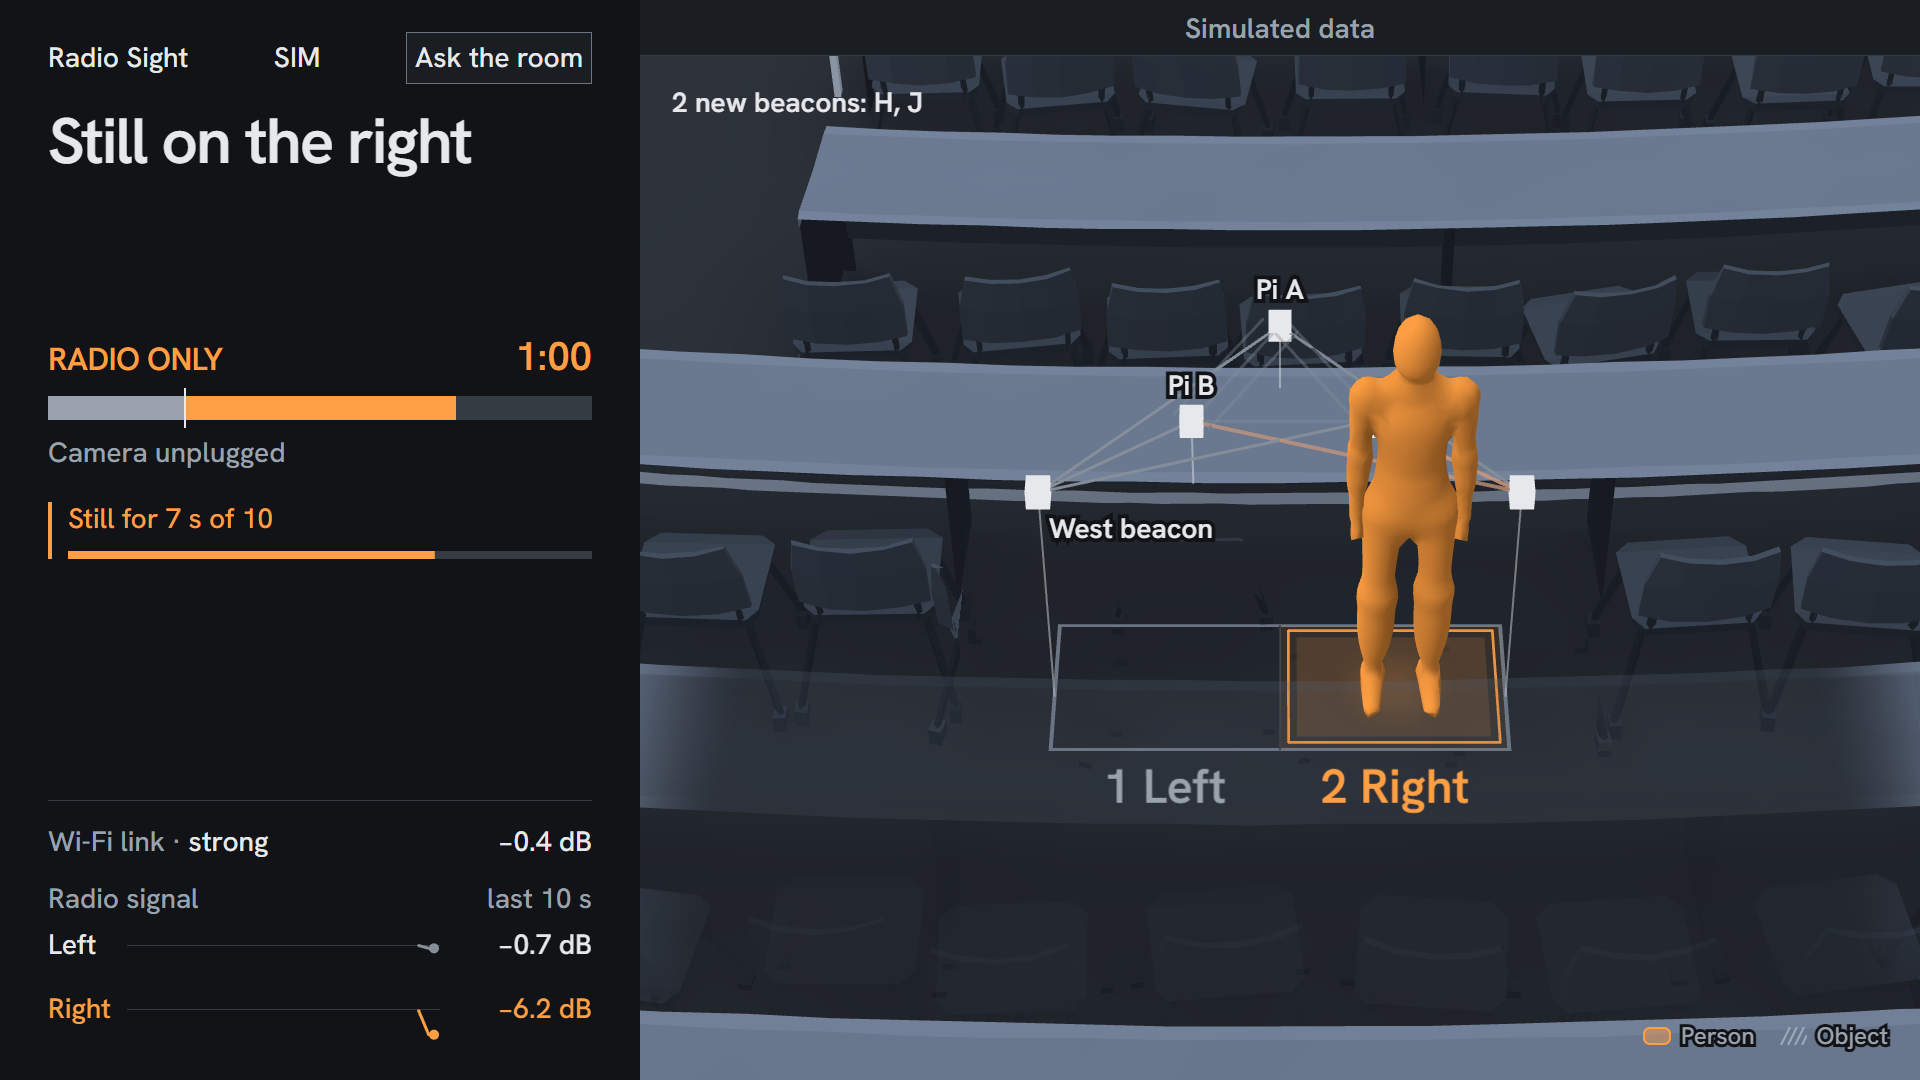 Radio Sight
SIM
Ask the room
Still on the right
RADIO ONLY
1:00
Camera unplugged
Still for 7 s of 10
Wi-Fi link · strong
−0.4 dB
Radio signal
last 10 s
Left
−0.7 dB
Right
−6.2 dB
Simulated data
2 new beacons: H, J
Pi A
Pi B
West beacon
1 Left
2 Right
Person
Object